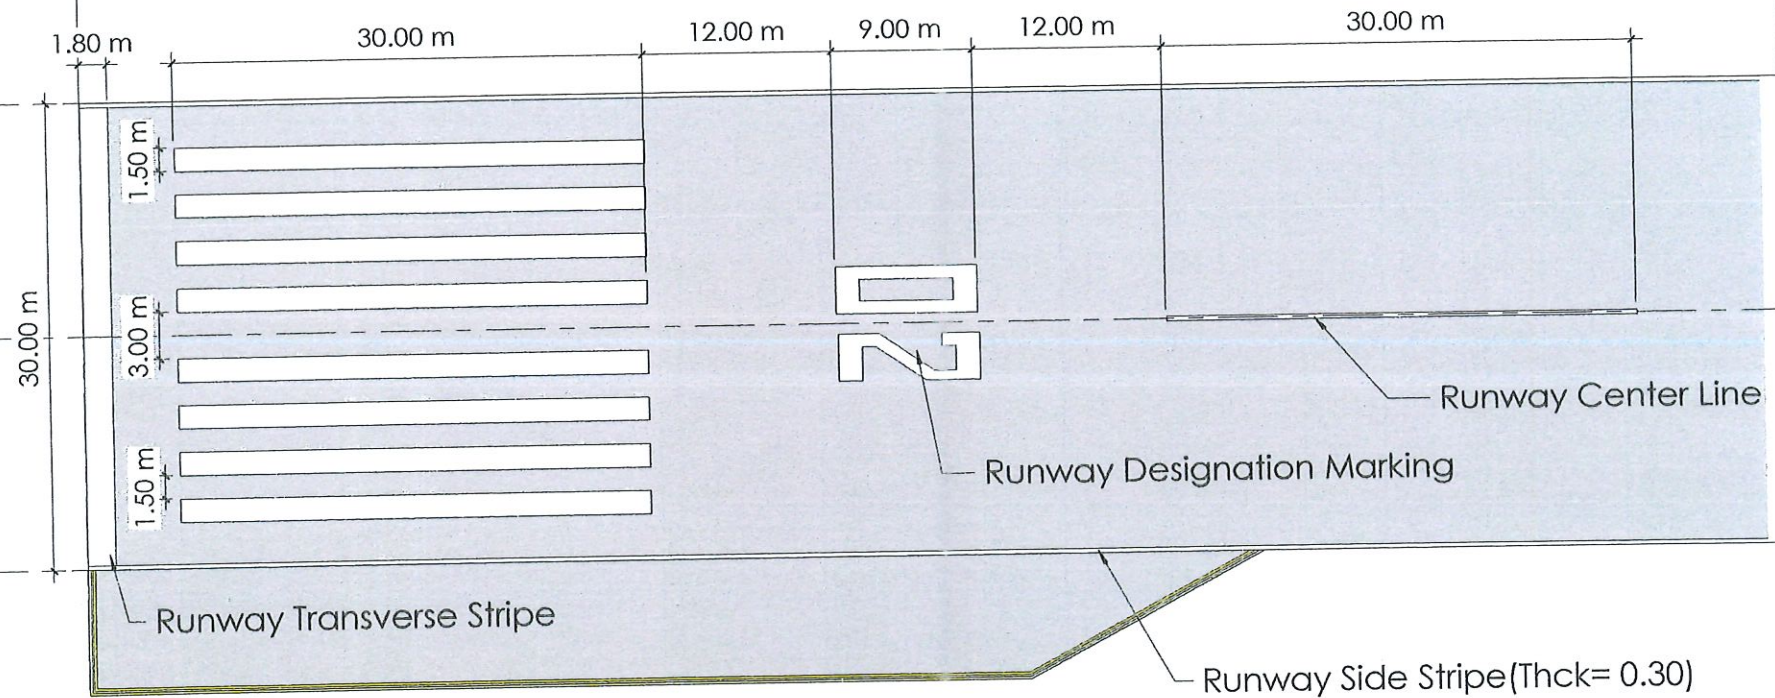 1.80 m
30.00 m
12.00 m
9.00 m
12.00 m
30.00 m
1.50 m
30.00 m
3.00 m
1.50 m
02
Runway Center Line
Runway Designation Marking
Runway Transverse Stripe
Runway Side Stripe(Thck= 0.30)